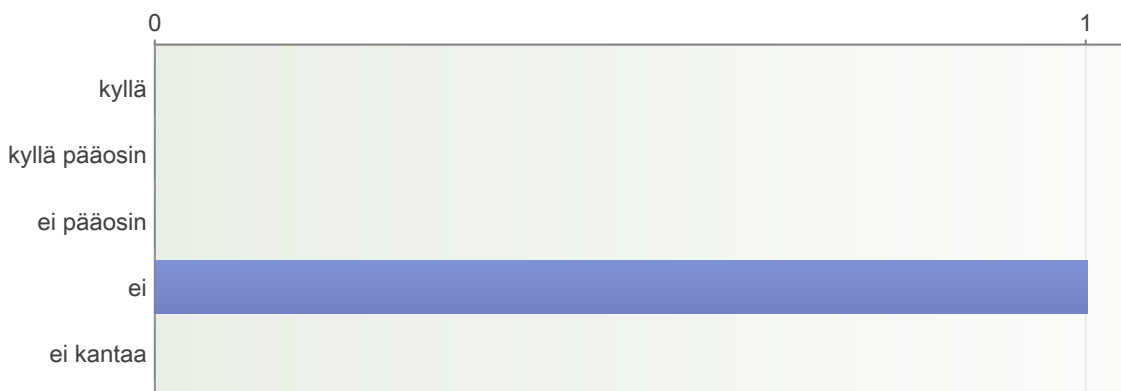 0 1
kyllä
kyllä pääosin
ei pääosin
ei
ei kantaa